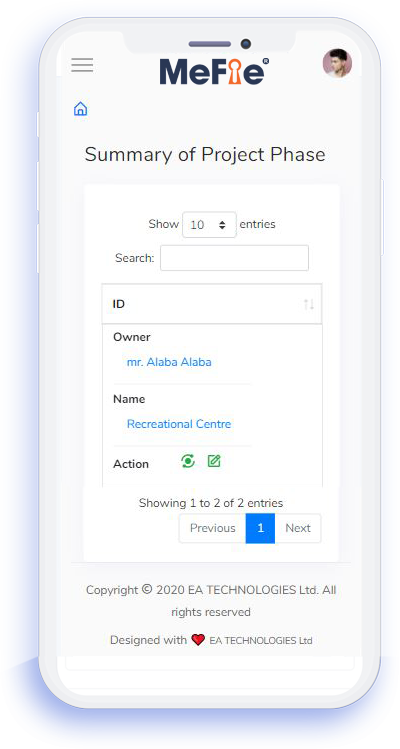 MeFie®
Summary of Project Phase
Show 10 entries
Search:
ID
Owner
mr. Alaba Alaba
Name
Recreational Centre
Action
Showing 1 to 2 of 2 entries
Previous 1 Next
Copyright © 2020 EA TECHNOLOGIES Ltd. All
rights reserved
Designed with ❤ EA TECHNOLOGIES Ltd